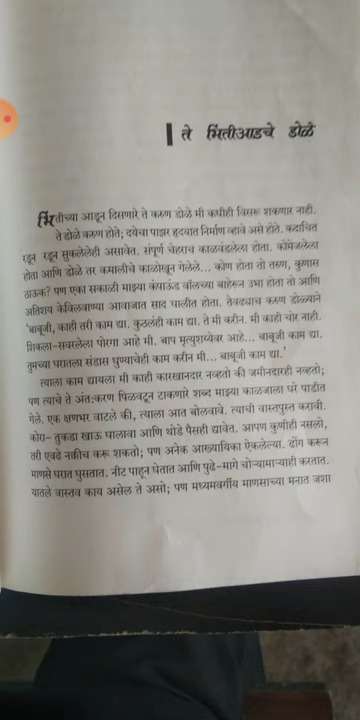 ते भिंतीआडचे डोळे
भिंतीच्या आडून दिसणारे ते करुण डोळे मी कधीही विसरू शकणार नाही.
ते डोळे करुण होते; दयेचा पाझर हृदयात निर्माण व्हावे असे होते. कदाचित
रडून रडून सुकलेलेही असावेत. संपूर्ण चेहराच काळवंडलेला होता. कोमेजलेला
होता आणि डोळे तर कमालीचे काळोखून गेलेले... कोण होता तो तरुण, कुणास
ठाऊक? पण एका सकाळी माझ्या कंपाऊंड वॉलच्या बाहेरून उभा होता तो आणि
अतिशय केविलवाण्या आवाजात साद घालीत होता. तेवढ्याच करुण डोळ्याने
'बाबूजी, काही तरी काम द्या. कुठलंही काम द्या. ते मी करीन. मी काही चोर नाही.
शिकला-सवरलेला पोरगा आहे मी. बाप मृत्युशय्येवर आहे... बाबूजी काम द्या.
तुमच्या घरातला संडास धुण्याचेही काम करीन मी... बाबूजी काम द्या.'
त्याला काम द्यायला मी काही कारखानदार नव्हतो की जमीनदारही नव्हतो;
पण त्याचे ते अंतःकरण पिळवटून टाकणारे शब्द माझ्या काळजाला घरे पाडीत
गेले. एक क्षणभर वाटले की, त्याला आत बोलवावे. त्याची वास्तपुस्त करावी.
कोरा- तुकडा खाऊ घालावा आणि थोडे पैसही द्यावेत. आपण कुणीही नसलो,
तरी एवढे नक्कीच करू शकतो; पण अनेक आख्यायिका ऐकलेल्या. ढोंग करून
माणसे घरात घुसतात. नीट पाहून घेतात आणि पुढे-मागे चोऱ्यामाऱ्याही करतात.
यातले वास्तव काय असेल ते असो; पण मध्यमवर्गीय माणसाच्या मनात जशा